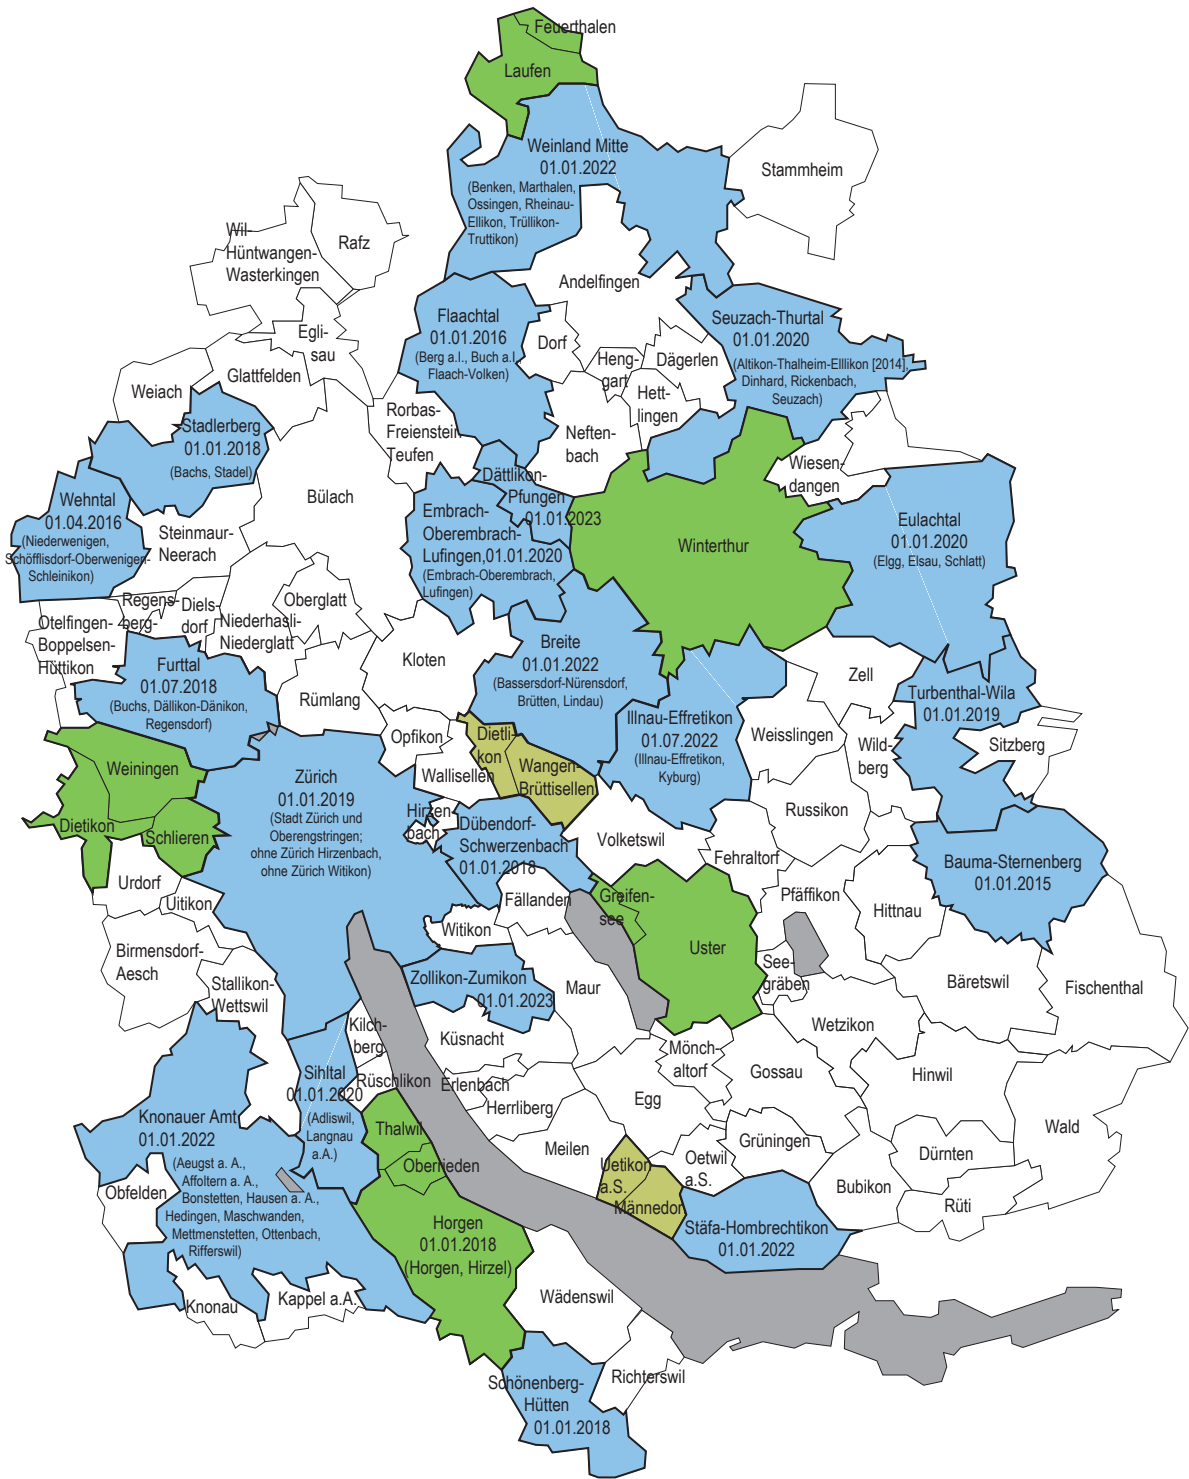 Feuerthalen
Laufen
Weinland Mitte
01.01.2022
(Benken, Marthalen,
Ossingen, Rheinau-
Ellikon, Trüllikon-
Truttikon)
Stammheim
Wil-
Hüntwangen-
Wasterkingen
Rafz
Andelfingen
Egli-
sau
Flaachtal
01.01.2016
(Berg a.I., Buch a.I.,
Flaach-Volken)
Dorf
Heng-
gart
Dägerlen
Hett-
lingen
Seuzach-Thurtal
01.01.2020
(Altikon-Thalheim-Elllikon [2014],
Dinhard, Rickenbach,
Seuzach)
Weiach
Glattfelden
Stadlerberg
01.01.2018
(Bachs, Stadel)
Rorbas-
Freienstein
Teufen
Neften-
bach
Wiesen-
dangen
Dättlikon-
Pfungen
01.01.2023
Wehntal
01.04.2016
(Niederwenigen,
Schöfflisdorf-Oberwenigen-
Schleinikon)
Bülach
Steinmaur-
Neerach
Embrach-
Oberembrach-
Lufingen,01.01.2020
(Embrach-Oberembrach,
Lufingen)
Winterthur
Eulachtal
01.01.2020
(Elgg, Elsau, Schlatt)
Otelfingen-
Boppelsen-
Hüttikon
Regens-
berg-
Diels-
dorf
Niederhasli-
Niederglatt
Oberglatt
Kloten
Breite
01.01.2022
(Bassersdorf-Nürensdorf,
Brütten, Lindau)
Furttal
01.07.2018
(Buchs, Dällikon-Dänikon,
Regensdorf)
Rümlang
Zell
Turbenthal-Wila
01.01.2019
Illnau-Effretikon
01.07.2022
(Illnau-Effretikon,
Kyburg)
Weisslingen
Wild-
berg
Sitzberg
Opfikon
Dietli-
kon
Wallisellen
Wangen-
Brüttisellen
Weiningen
Zürich
01.01.2019
(Stadt Zürich und
Oberengstringen;
ohne Zürich Hirzenbach,
ohne Zürich Witikon)
Hirzen-
bach
Dübendorf-
Schwerzenbach
01.01.2018
Dietikon
Schlieren
Volketswil
Russikon
Fehraltorf
Bauma-Sternenberg
01.01.2015
Urdorf
Uitikon
Fällanden
Greifen-
see
Pfäffikon
Hittnau
Witikon
Uster
Birmensdorf-
Aesch
Stallikon-
Wettswil
Zollikon-Zumikon
01.01.2023
Maur
See-
gräben
Bäretswil
Fischenthal
Kilch-
berg
Küsnacht
Wetzikon
Mönch-
altorf
Gossau
Hinwil
Sihltal
01.01.2020
(Adliswil,
Langnau
a.A.)
Rüschlikon
Erlenbach
Herrliberg
Egg
Knonauer Amt
01.01.2022
(Aeugst a. A.,
Affoltern a. A.,
Bonstetten, Hausen a. A.,
Hedingen, Maschwanden,
Mettmenstetten, Ottenbach,
Rifferswil)
Thalwil
Oberrieden
Meilen
Grüningen
Wald
Dürnten
Obfelden
Uetikon
a.S.
Oetwil
a.S.
Bubikon
Männedorf
Rüti
Horgen
01.01.2018
(Horgen, Hirzel)
Stäfa-Hombrechtikon
01.01.2022
Knonau
Kappel a.A.
Wädenswil
Richterswil
Schönenberg-
Hütten
01.01.2018